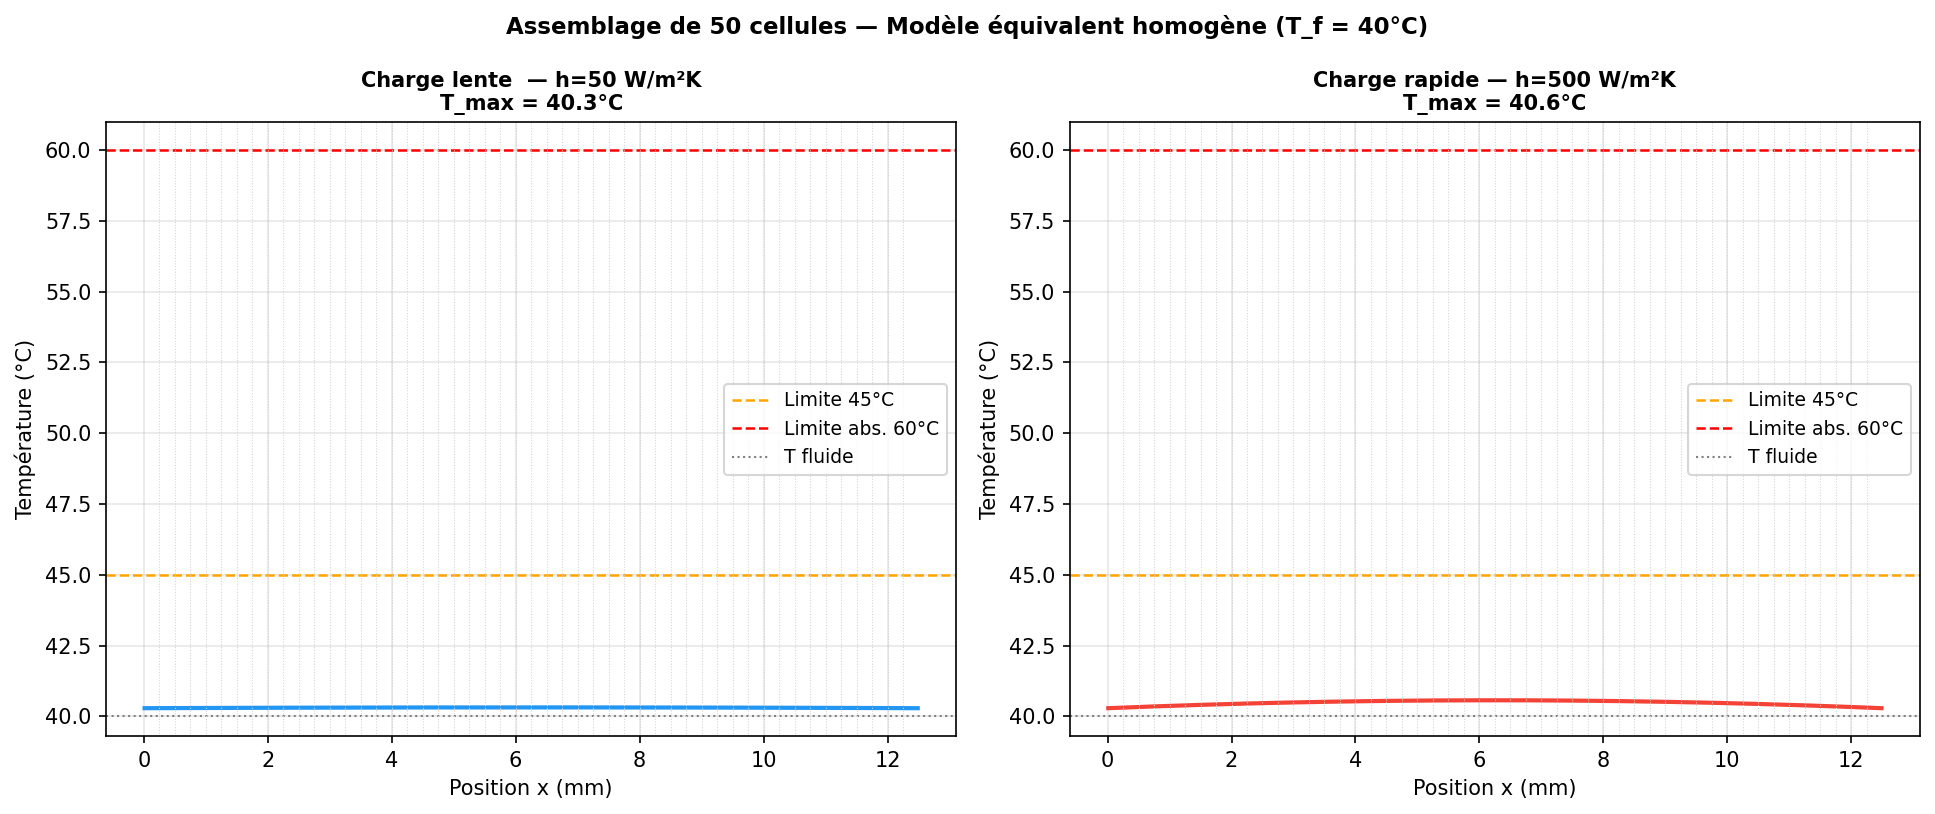 Assemblage de 50 cellules — Modèle équivalent homogène (T_f = 40°C)
Charge lente  — h=50 W/m²K
T_max = 40.3°C
60.0
57.5
55.0
52.5
50.0
47.5
45.0
42.5
40.0
Température (°C)
Limite 45°C
Limite abs. 60°C
T fluide
0 2 4 6 8 10 12
Position x (mm)
Charge rapide — h=500 W/m²K
T_max = 40.6°C
60.0
57.5
55.0
52.5
50.0
47.5
45.0
42.5
40.0
Température (°C)
Limite 45°C
Limite abs. 60°C
T fluide
0 2 4 6 8 10 12
Position x (mm)